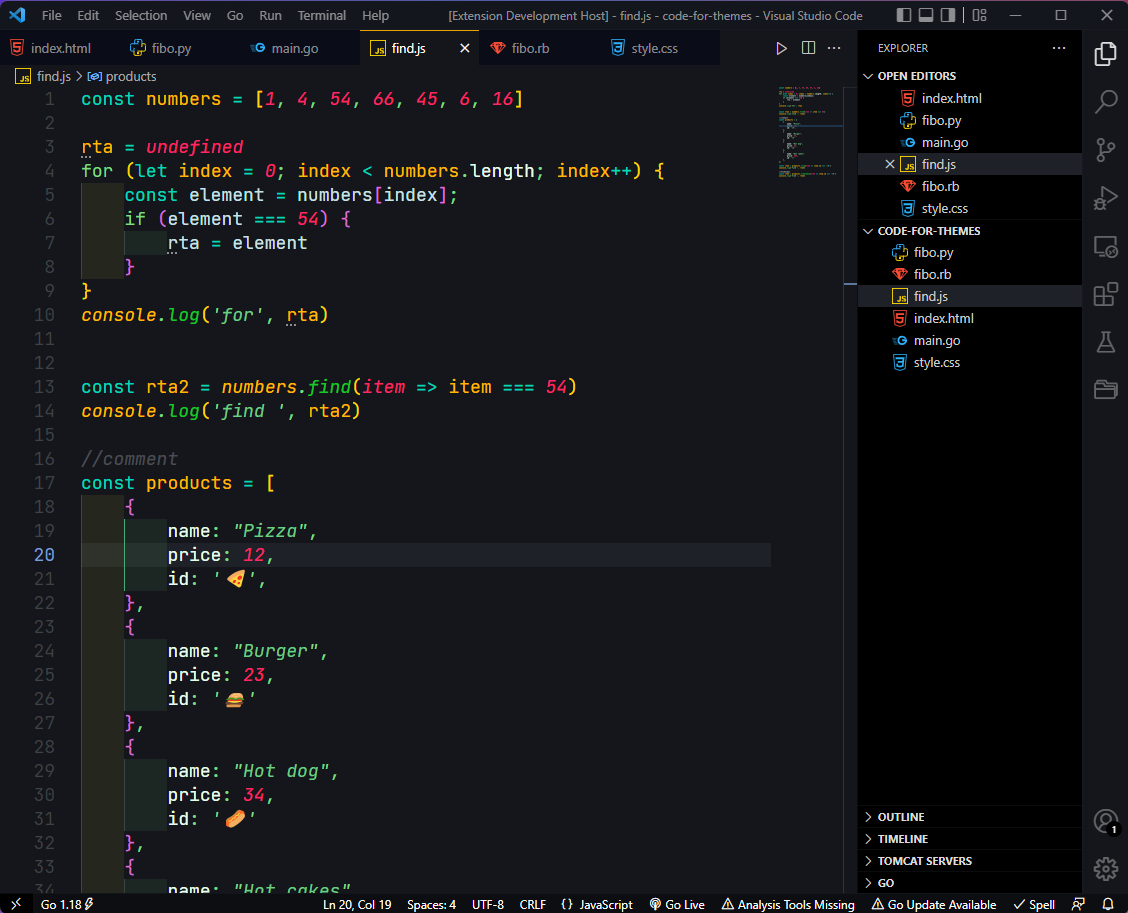 File Edit Selection View Go Run Terminal Help [Extension Development Host] - find.js - code-for-themes - Visual Studio Code
index.html fibo.py main.go find.js fibo.rb style.css
find.js > products
1 const numbers = [1, 4, 54, 66, 45, 6, 16]
2
3 rta = undefined
4 for (let index = 0; index < numbers.length; index++) {
5 const element = numbers[index];
6 if (element === 54) {
7 rta = element
8 }
9 }
10 console.log('for', rta)
11
12
13 const rta2 = numbers.find(item => item === 54)
14 console.log('find ', rta2)
15
16 //comment
17 const products = [
18 {
19 name: "Pizza",
20 price: 12,
21 id: '🍕',
22 },
23 {
24 name: "Burger",
25 price: 23,
26 id: '🍔'
27 },
28 {
29 name: "Hot dog",
30 price: 34,
31 id: '🌭'
32 },
33 {
34 name: "Hot cakes"
EXPLORER
OPEN EDITORS
index.html
fibo.py
main.go
find.js
fibo.rb
style.css
CODE-FOR-THEMES
fibo.py
fibo.rb
find.js
index.html
main.go
style.css
OUTLINE
TIMELINE
TOMCAT SERVERS
GO
1
Go 1.18 Ln 20, Col 19 Spaces: 4 UTF-8 CRLF {} JavaScript Go Live Analysis Tools Missing Go Update Available Spell